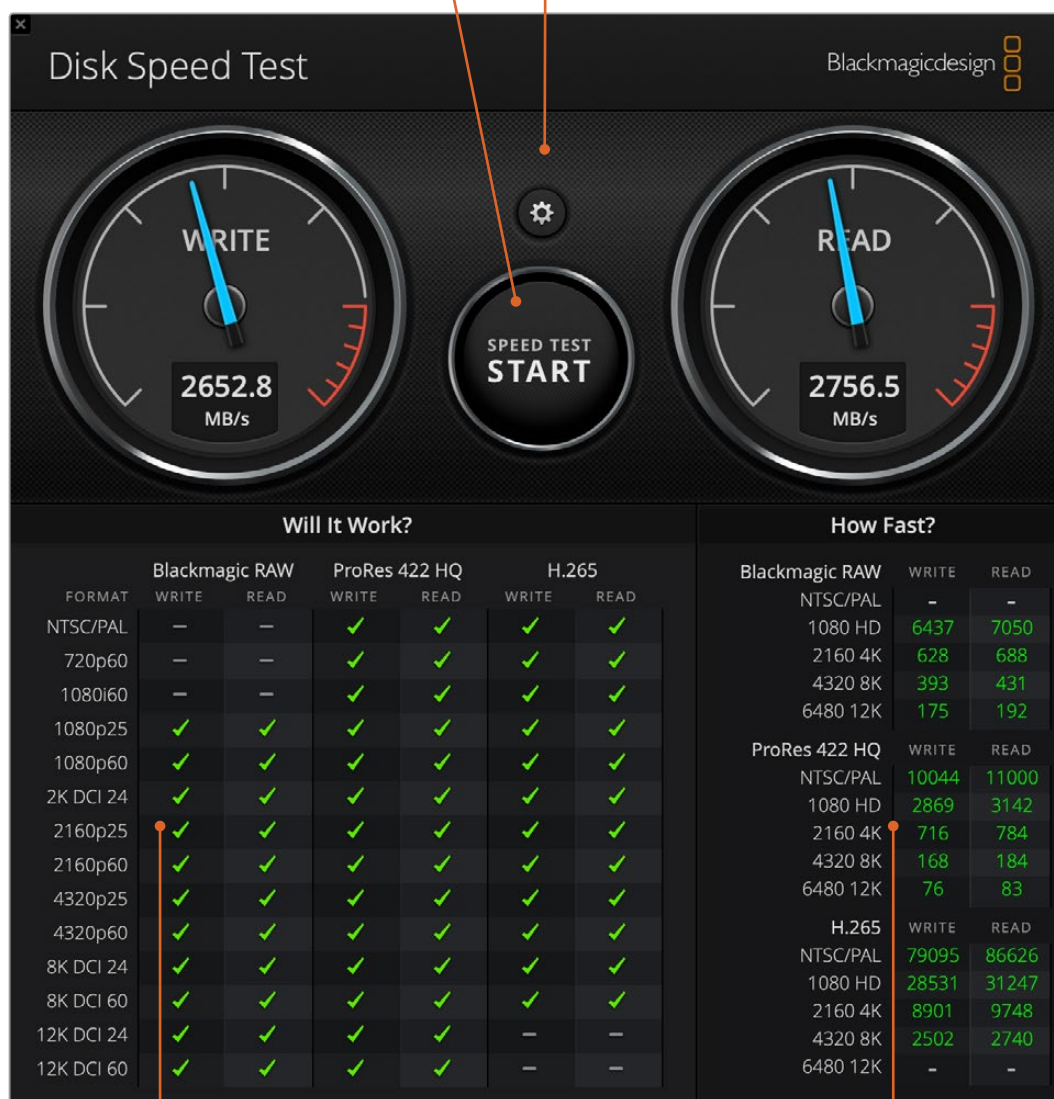 Disk Speed Test
Blackmagicdesign
WRITE
2652.8
MB/s
SPEED TEST
START
READ
2756.5
MB/s
Will It Work?
Blackmagic RAW ProRes 422 HQ H.265
FORMAT WRITE READ WRITE READ WRITE READ
NTSC/PAL – – ✓ ✓ ✓ ✓
720p60 – – ✓ ✓ ✓ ✓
1080i60 – – ✓ ✓ ✓ ✓
1080p25 ✓ ✓ ✓ ✓ ✓ ✓
1080p60 ✓ ✓ ✓ ✓ ✓ ✓
2K DCI 24 ✓ ✓ ✓ ✓ ✓ ✓
2160p25 ✓ ✓ ✓ ✓ ✓ ✓
2160p60 ✓ ✓ ✓ ✓ ✓ ✓
4320p25 ✓ ✓ ✓ ✓ ✓ ✓
4320p60 ✓ ✓ ✓ ✓ ✓ ✓
8K DCI 24 ✓ ✓ ✓ ✓ ✓ ✓
8K DCI 60 ✓ ✓ ✓ ✓ ✓ ✓
12K DCI 24 ✓ ✓ ✓ ✓ – –
12K DCI 60 ✓ ✓ ✓ ✓ – –
How Fast?
Blackmagic RAW WRITE READ
NTSC/PAL - -
1080 HD 6437 7050
2160 4K 628 688
4320 8K 393 431
6480 12K 175 192
ProRes 422 HQ WRITE READ
NTSC/PAL 10044 11000
1080 HD 2869 3142
2160 4K 716 784
4320 8K 168 184
6480 12K 76 83
H.265 WRITE READ
NTSC/PAL 79095 86626
1080 HD 28531 31247
2160 4K 8901 9748
4320 8K 2502 2740
6480 12K - -